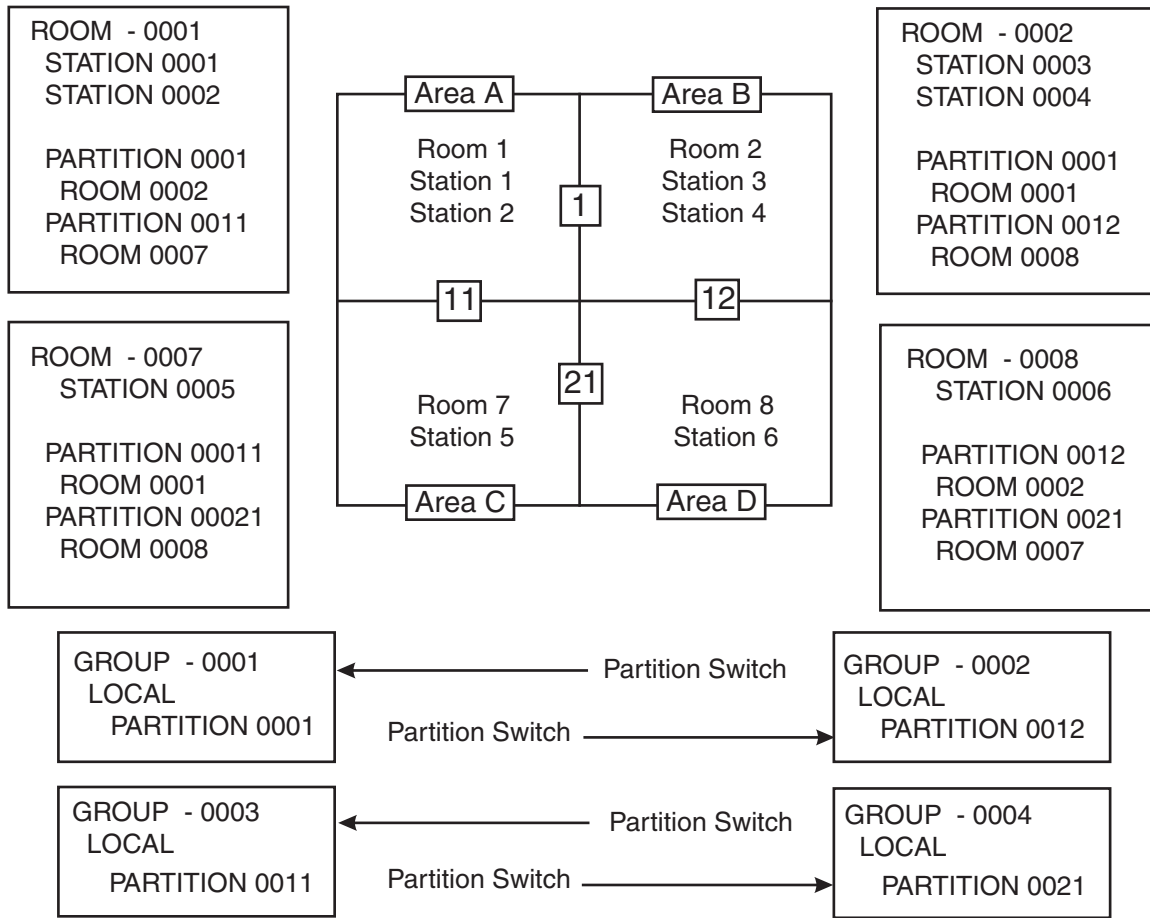 ROOM - 0001
STATION 0001
STATION 0002
PARTITION 0001
ROOM 0002
PARTITION 0011
ROOM 0007
Area A
Area B
Room 1
Station 1
Station 2
1
Room 2
Station 3
Station 4
11
12
21
Room 7
Station 5
Room 8
Station 6
Area C
Area D
ROOM - 0002
STATION 0003
STATION 0004
PARTITION 0001
ROOM 0001
PARTITION 0012
ROOM 0008
ROOM - 0007
STATION 0005
PARTITION 00011
ROOM 0001
PARTITION 00021
ROOM 0008
ROOM - 0008
STATION 0006
PARTITION 0012
ROOM 0002
PARTITION 0021
ROOM 0007
GROUP - 0001
LOCAL
PARTITION 0001
Partition Switch
Partition Switch
GROUP - 0002
LOCAL
PARTITION 0012
GROUP - 0003
LOCAL
PARTITION 0011
Partition Switch
Partition Switch
GROUP - 0004
LOCAL
PARTITION 0021